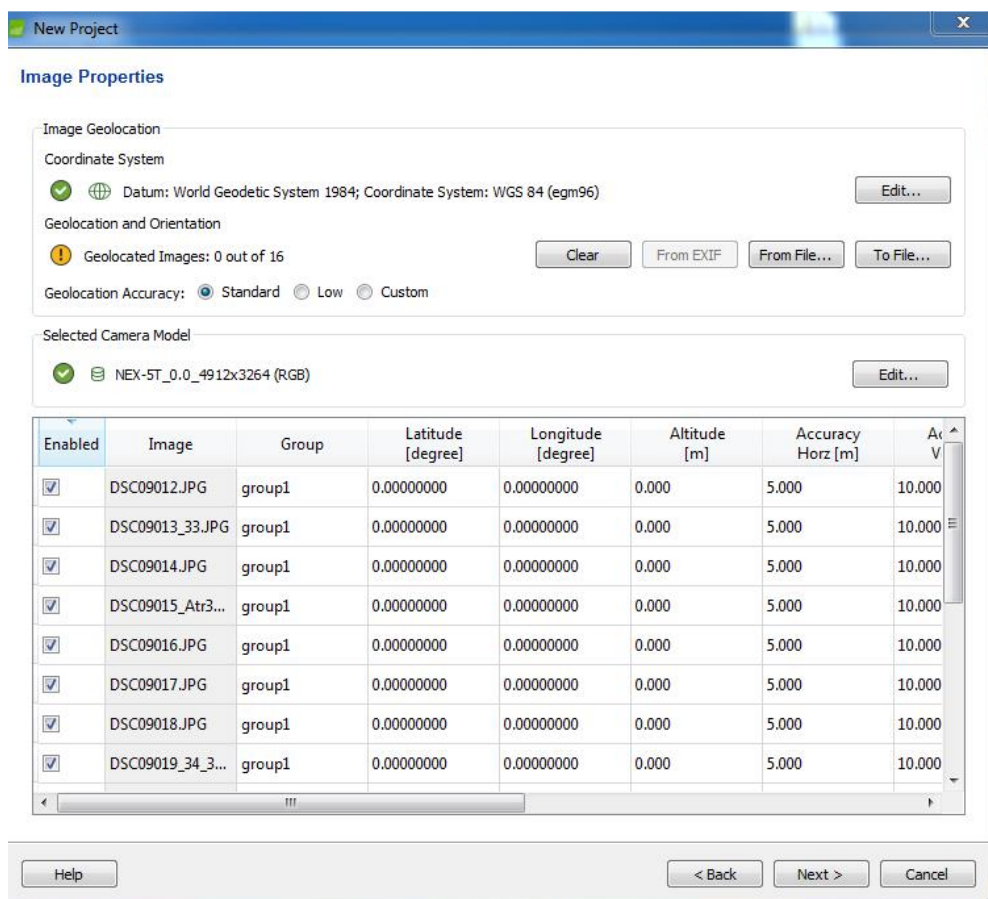 New Project
Image Properties
Image Geolocation
Coordinate System
Datum: World Geodetic System 1984; Coordinate System: WGS 84 (egm96) Edit...
Geolocation and Orientation
Geolocated Images: 0 out of 16 Clear From EXIF From File... To File...
Geolocation Accuracy: Standard Low Custom
Selected Camera Model
NEX-5T_0.0_4912x3264 (RGB) Edit...
Enabled Image Group Latitude [degree] Longitude [degree] Altitude [m] Accuracy Horz [m]
DSC09012.JPG group1 0.00000000 0.00000000 0.000 5.000 10.000
DSC09013_33.JPG group1 0.00000000 0.00000000 0.000 5.000 10.000
DSC09014.JPG group1 0.00000000 0.00000000 0.000 5.000 10.000
DSC09015_Atr3... group1 0.00000000 0.00000000 0.000 5.000 10.000
DSC09016.JPG group1 0.00000000 0.00000000 0.000 5.000 10.000
DSC09017.JPG group1 0.00000000 0.00000000 0.000 5.000 10.000
DSC09018.JPG group1 0.00000000 0.00000000 0.000 5.000 10.000
DSC09019_34_3... group1 0.00000000 0.00000000 0.000 5.000 10.000
Help < Back Next > Cancel